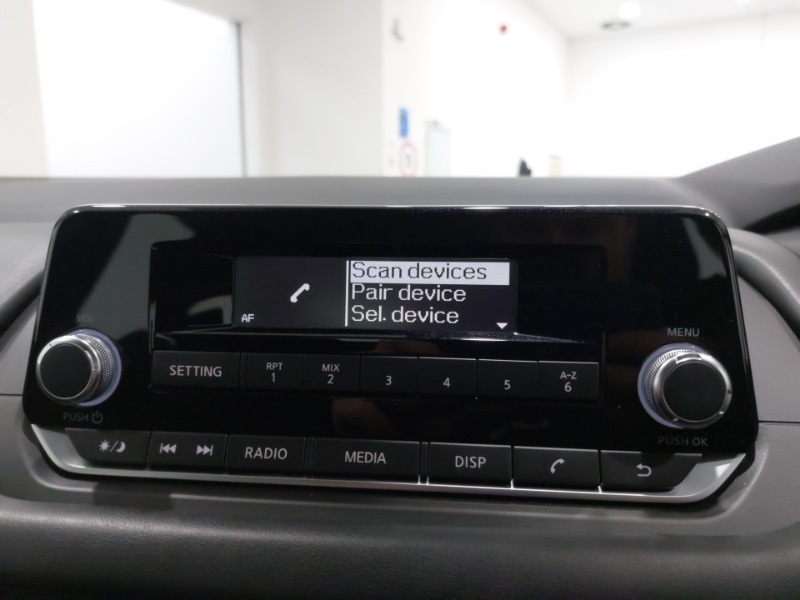 Scan devices
Pair device
Sel. device
AF
MENU
SETTING
RPT
1
MIX
2
3
4
5
A-Z
6
PUSH
PUSH OK
RADIO
MEDIA
DISP